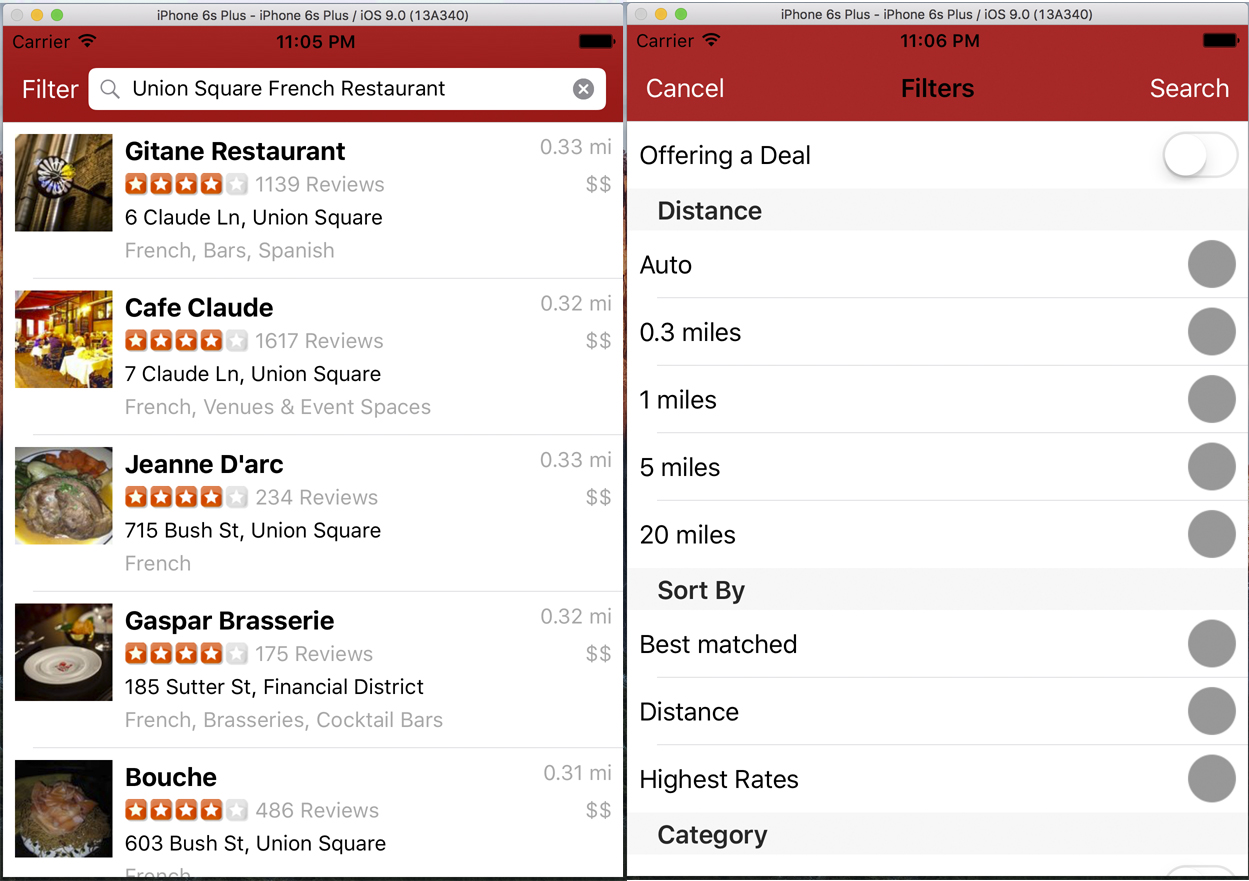 iPhone 6s Plus - iPhone 6s Plus / iOS 9.0 (13A340)
Carrier 11:05 PM
Filter Union Square French Restaurant
Gitane Restaurant 0.33 mi
1139 Reviews $$
6 Claude Ln, Union Square
French, Bars, Spanish
Cafe Claude 0.32 mi
1617 Reviews $$
7 Claude Ln, Union Square
French, Venues & Event Spaces
Jeanne D'arc 0.33 mi
234 Reviews $$
715 Bush St, Union Square
French
Gaspar Brasserie 0.32 mi
175 Reviews $$
185 Sutter St, Financial District
French, Brasseries, Cocktail Bars
Bouche 0.31 mi
486 Reviews $$
603 Bush St, Union Square
French
iPhone 6s Plus - iPhone 6s Plus / iOS 9.0 (13A340)
Carrier 11:06 PM
Cancel Filters Search
Offering a Deal
Distance
Auto
0.3 miles
1 miles
5 miles
20 miles
Sort By
Best matched
Distance
Highest Rates
Category